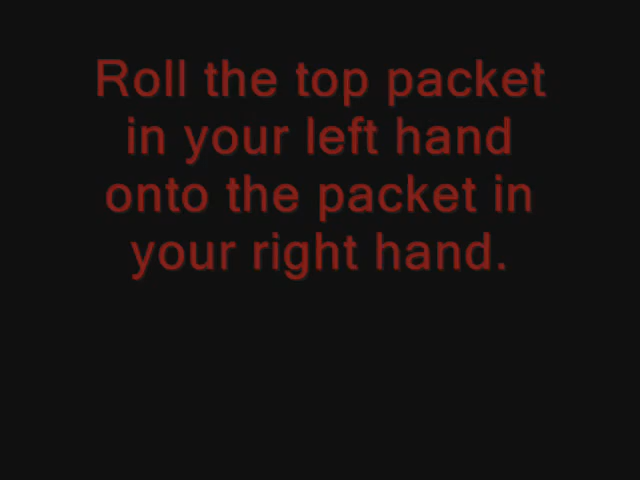 Roll the top packet
in your left hand
onto the packet in
your right hand.